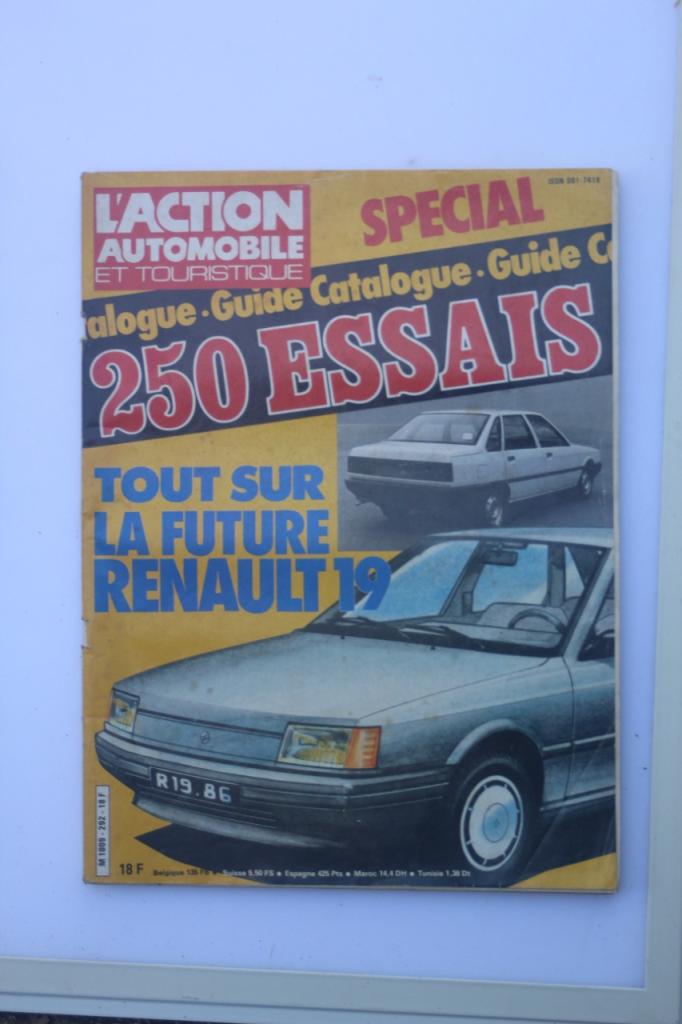 L'ACTION
AUTOMOBILE
ET TOURISTIQUE
SPECIAL
ISSN 001-7418
alogue · Guide Catalogue · Guide Ca
250 ESSAIS
TOUT SUR
LA FUTURE
RENAULT 19
R19.86
M 1809 - 292 - 18 F
18 F Belgique 135 FB ★ Suisse 5,50 FS ★ Espagne 425 Pts ★ Maroc 14,4 DH ★ Tunisie 1,38 Dt